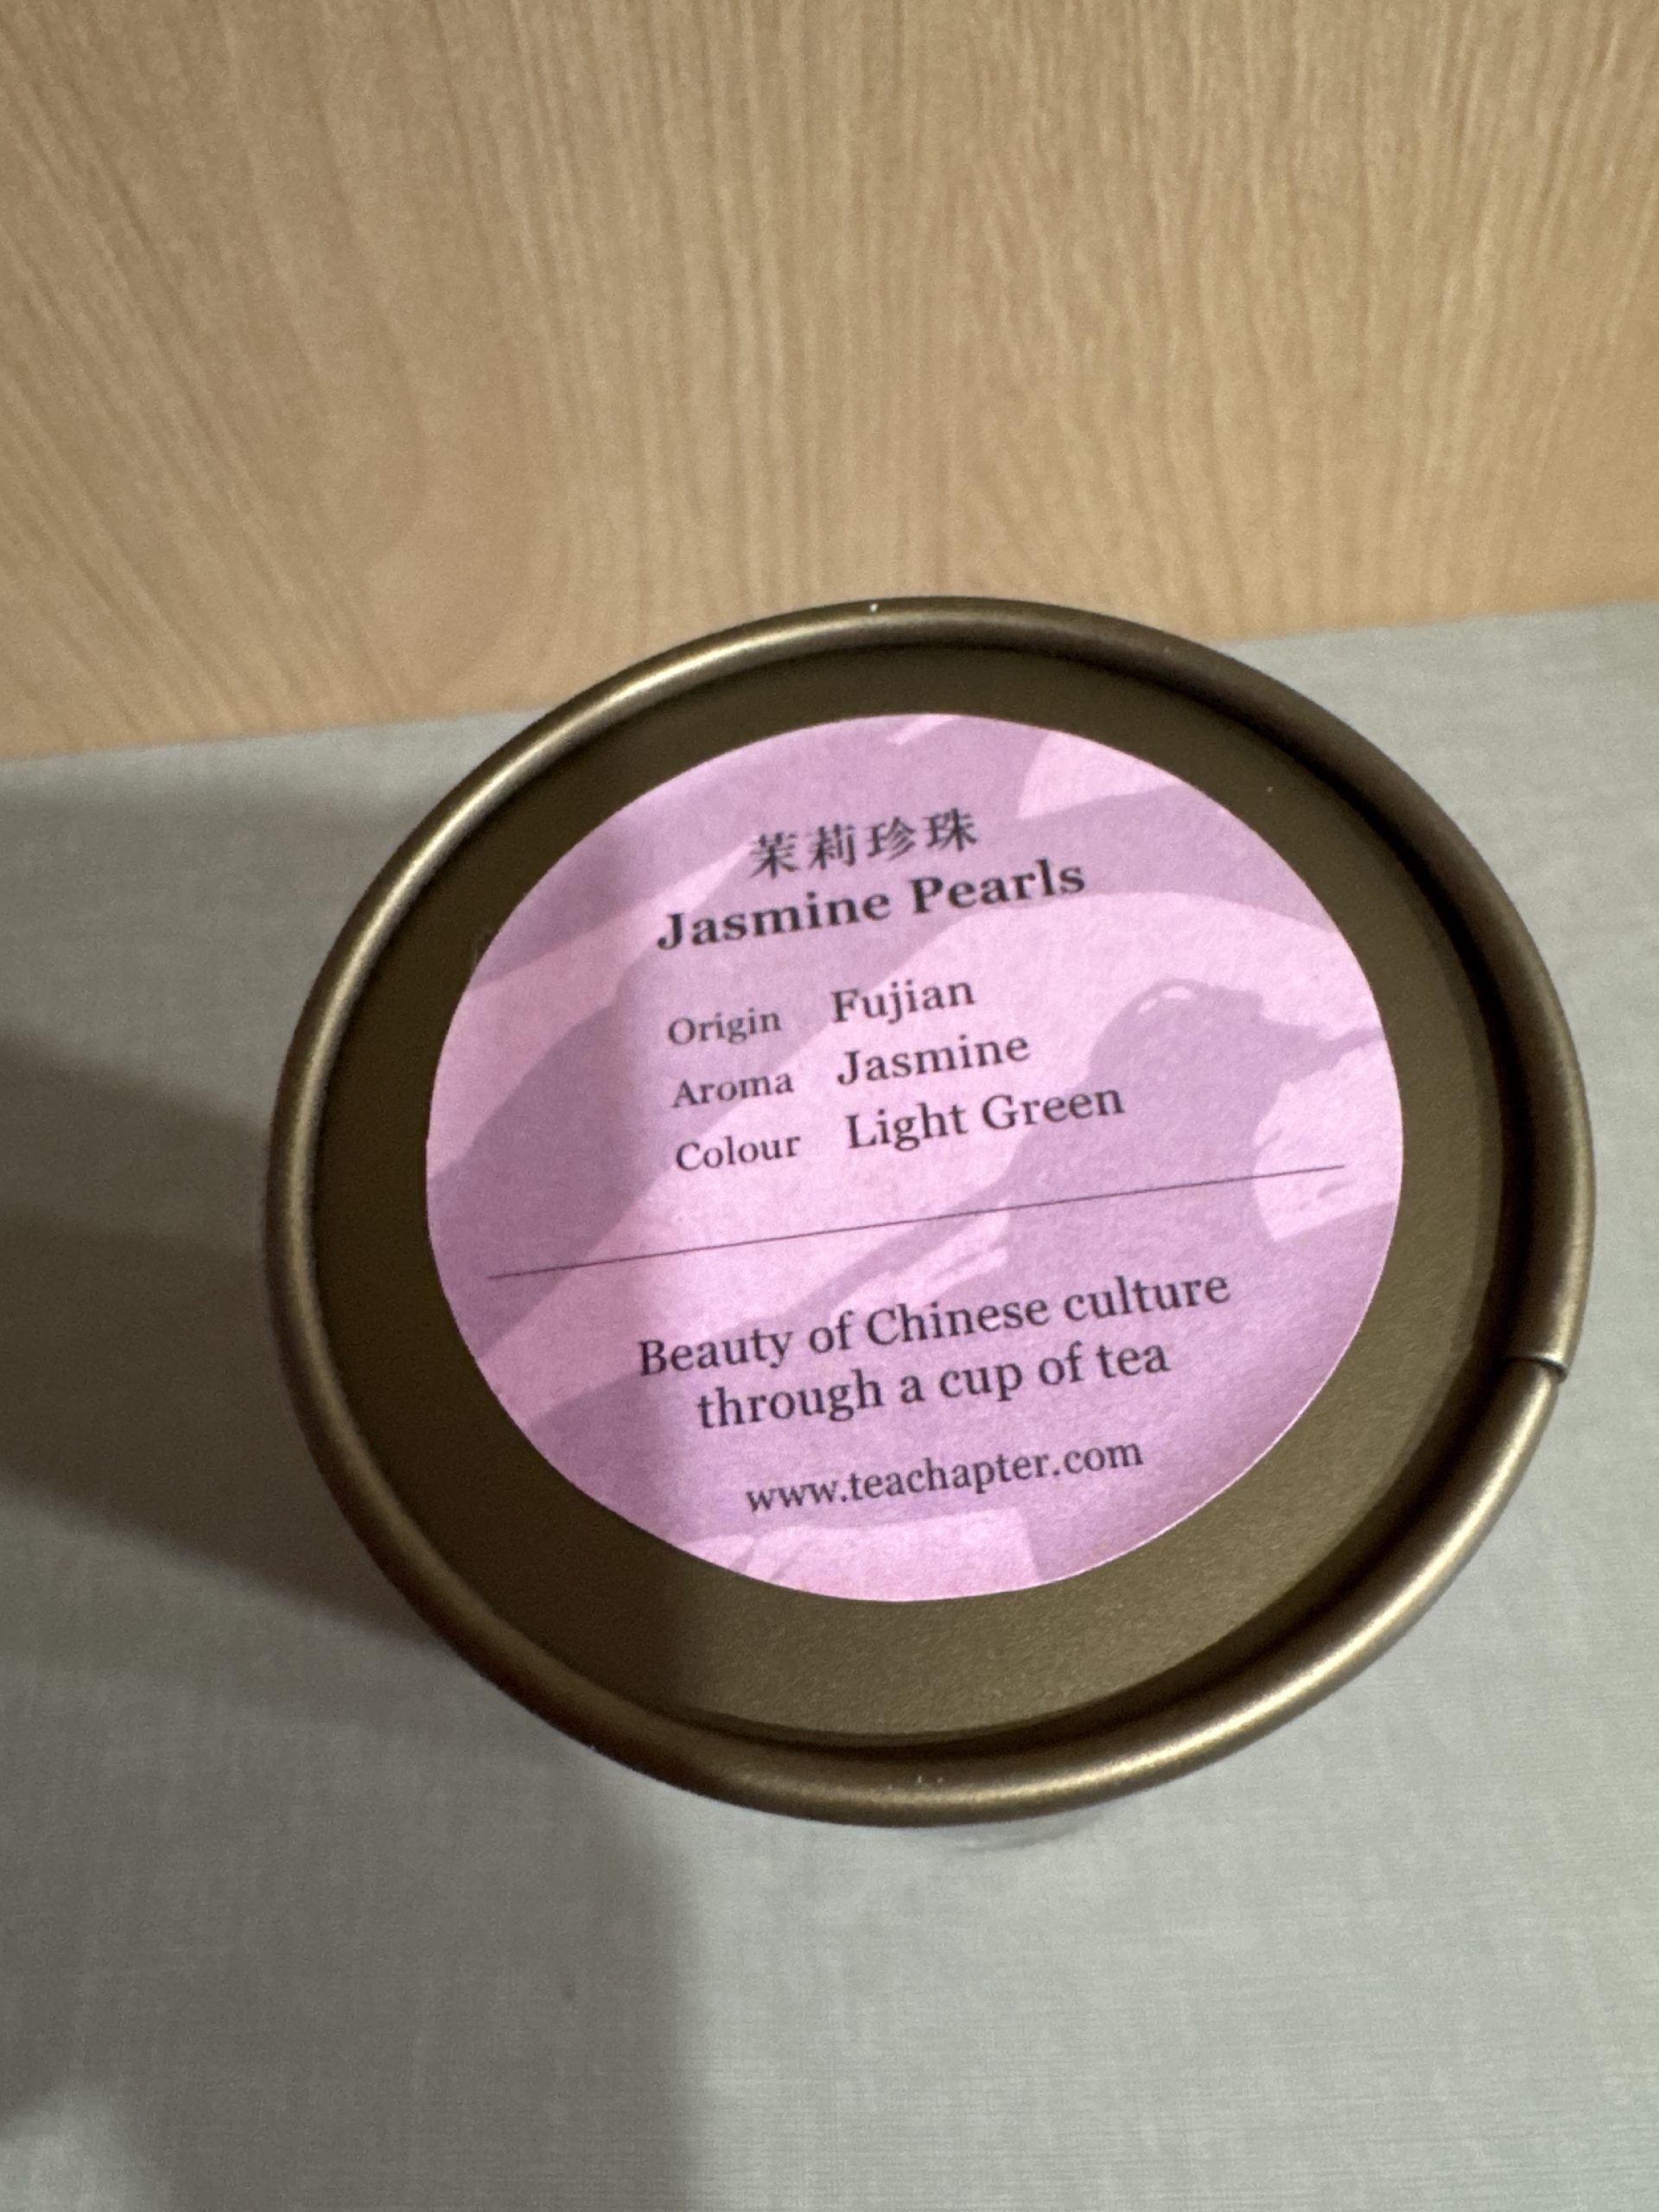 茉莉珍珠
Jasmine Pearls
Origin Fujian
Aroma Jasmine
Colour Light Green
Beauty of Chinese culture
through a cup of tea
www.teachapter.com